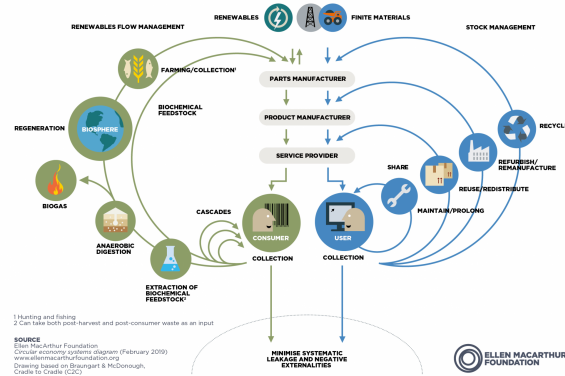 RENEWABLES
FINITE MATERIALS
RENEWABLES FLOW MANAGEMENT
STOCK MANAGEMENT
FARMING/COLLECTION¹
PARTS MANUFACTURER
BIOCHEMICAL
FEEDSTOCK
PRODUCT MANUFACTURER
REGENERATION
BIOSPHERE
RECYCL
SERVICE PROVIDER
REFURBISH/
REMANUFACTURE
SHARE
REUSE/REDISTRIBUTE
BIOGAS
CASCADES
MAINTAIN/PROLONG
CONSUMER
USER
ANAEROBIC
DIGESTION
COLLECTION
COLLECTION
EXTRACTION OF
BIOCHEMICAL
FEEDSTOCK²
1 Hunting and fishing
2 Can take both post-harvest and post-consumer waste as an input
SOURCE
Ellen MacArthur Foundation
Circular economy systems diagram (February 2019)
www.ellenmacarthurfoundation.org
Drawing based on Braungart & McDonough,
Cradle to Cradle (C2C)
MINIMISE SYSTEMATIC
LEAKAGE AND NEGATIVE
EXTERNALITIES
ELLEN MACARTHUR
FOUNDATION